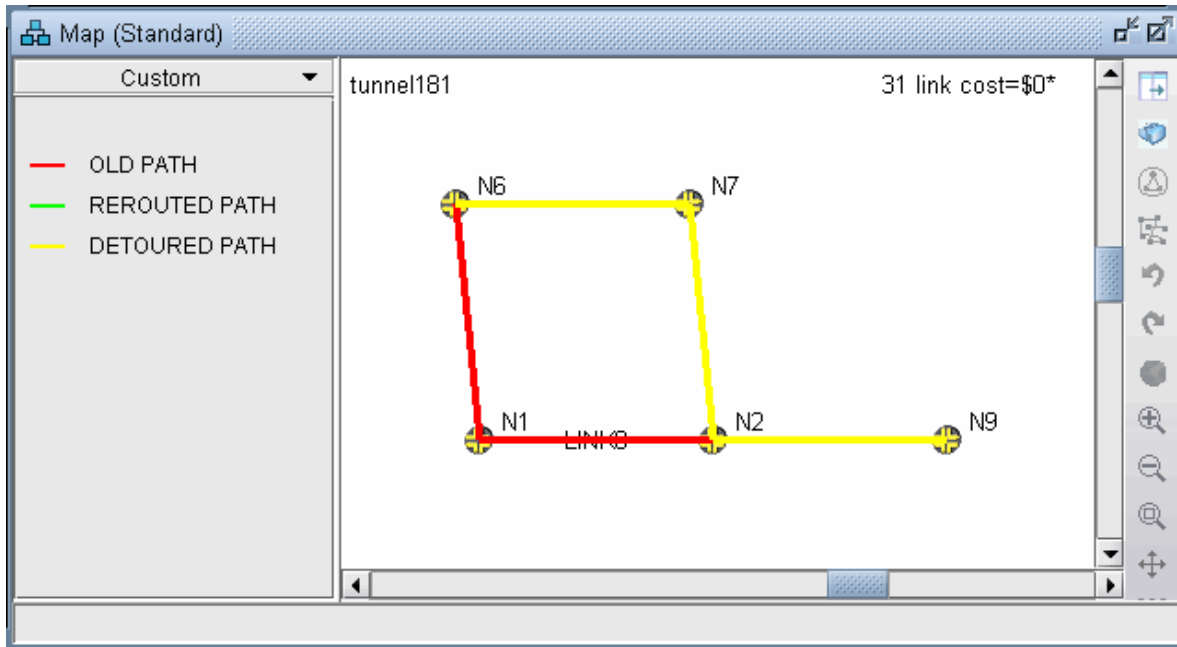 Map (Standard)
Custom
OLD PATH
REROUTED PATH
DETOURED PATH
tunnel181
31 link cost=$0*
N6
N7
N1
N2
N9